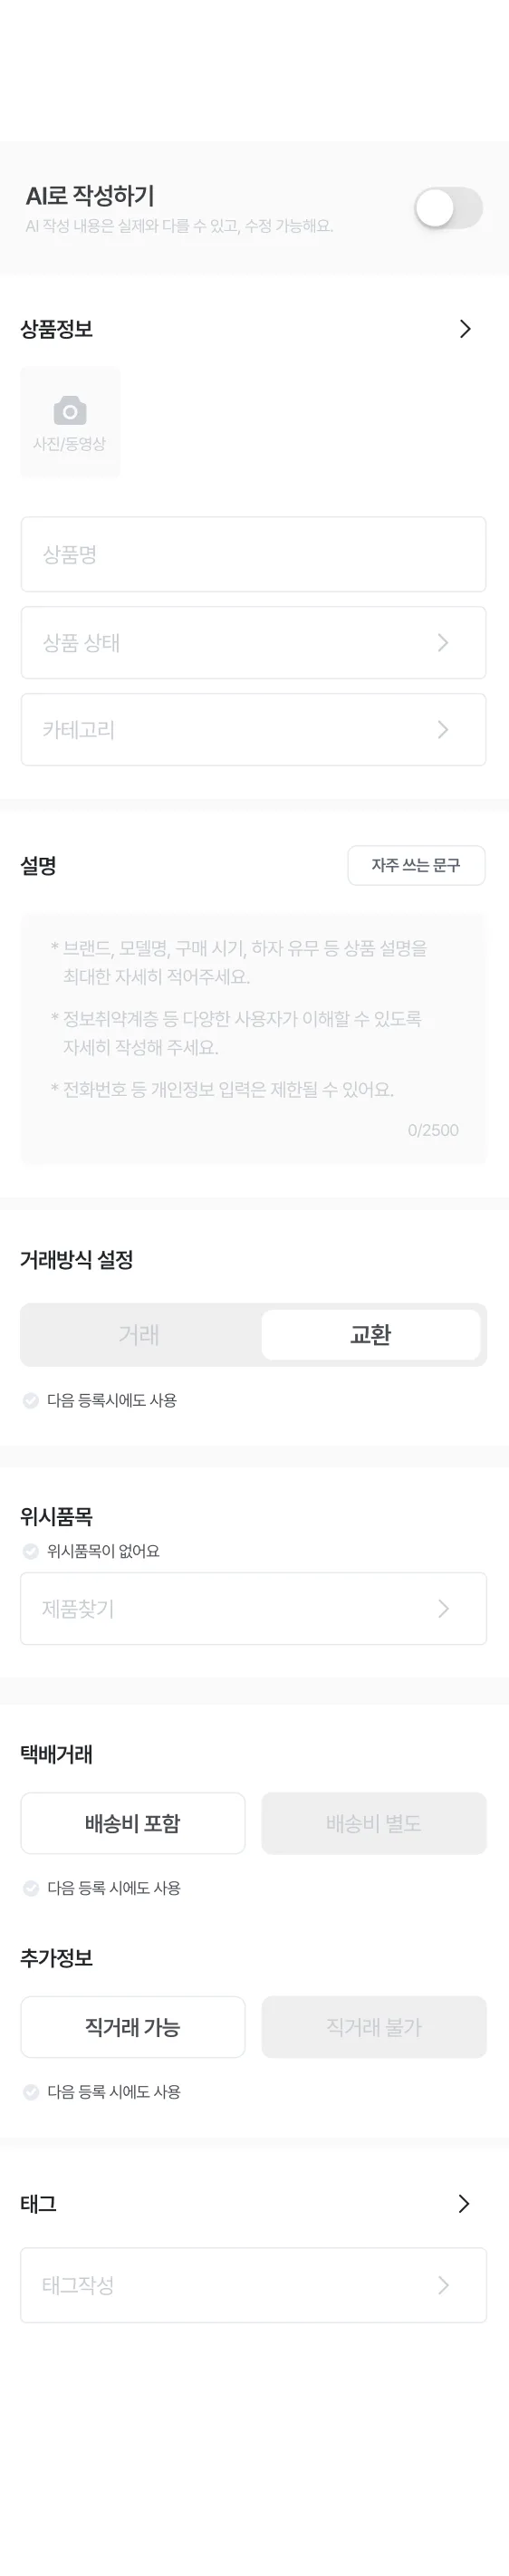 AI로 작성하기
AI 작성 내용은 실제와 다를 수 있고, 수정 가능해요.
상품정보
사진/동영상
상품명
상품 상태
카테고리
설명
자주 쓰는 문구
* 브랜드, 모델명, 구매 시기, 하자 유무 등 상품 설명을
최대한 자세히 적어주세요.
* 정보취약계층 등 다양한 사용자가 이해할 수 있도록
자세히 작성해 주세요.
* 전화번호 등 개인정보 입력은 제한될 수 있어요.
0/2500
거래방식 설정
거래
교환
다음 등록시에도 사용
위시품목
위시품목이 없어요
제품찾기
택배거래
배송비 포함
배송비 별도
다음 등록 시에도 사용
추가정보
직거래 가능
직거래 불가
다음 등록 시에도 사용
태그
태그작성